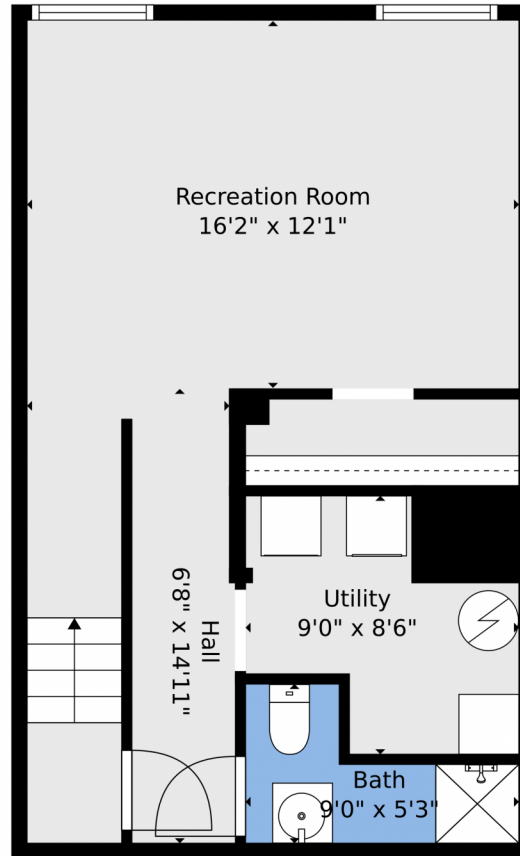 Recreation Room
16'2" x 12'1"
Utility
9'0" x 8'6"
Hall
6'8" x 14'11"
Bath
9'0" x 5'3"